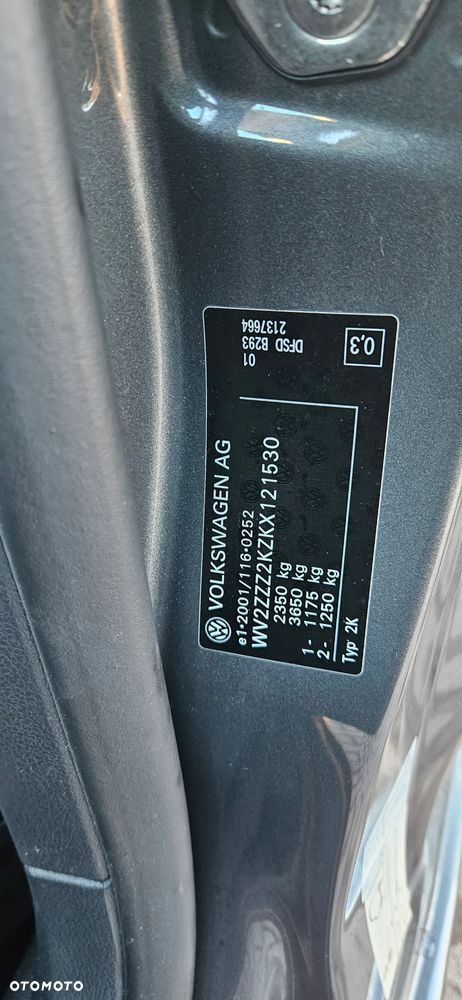 VOLKSWAGEN AG
e1*2001/116*0252
WV2ZZZ2KZKX121530
2350 kg
3650 kg
1- 1175 kg
2- 1250 kg
Typ 2K
01
DFSD B293
2137664
0,3
OTOMOTO